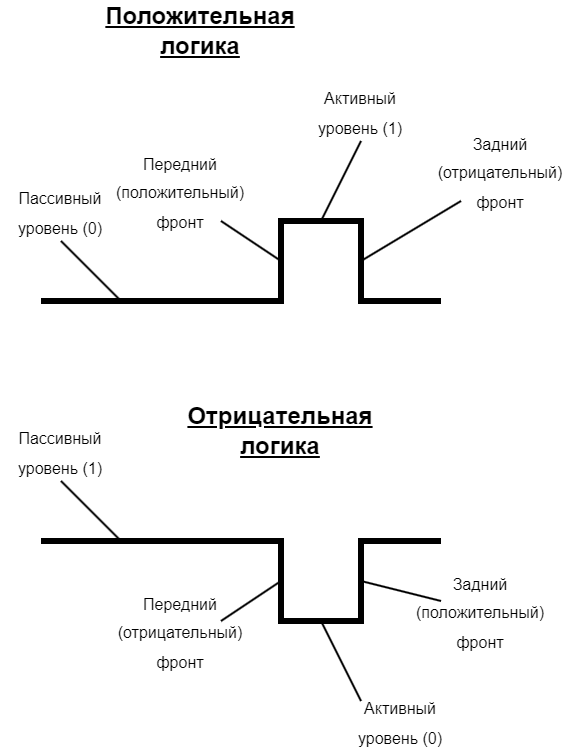 Положительная
логика
Активный
уровень (1)
Передний
(положительный)
фронт
Задний
(отрицательный)
фронт
Пассивный
уровень (0)
Отрицательная
логика
Пассивный
уровень (1)
Передний
(отрицательный)
фронт
Задний
(положительный)
фронт
Активный
уровень (0)